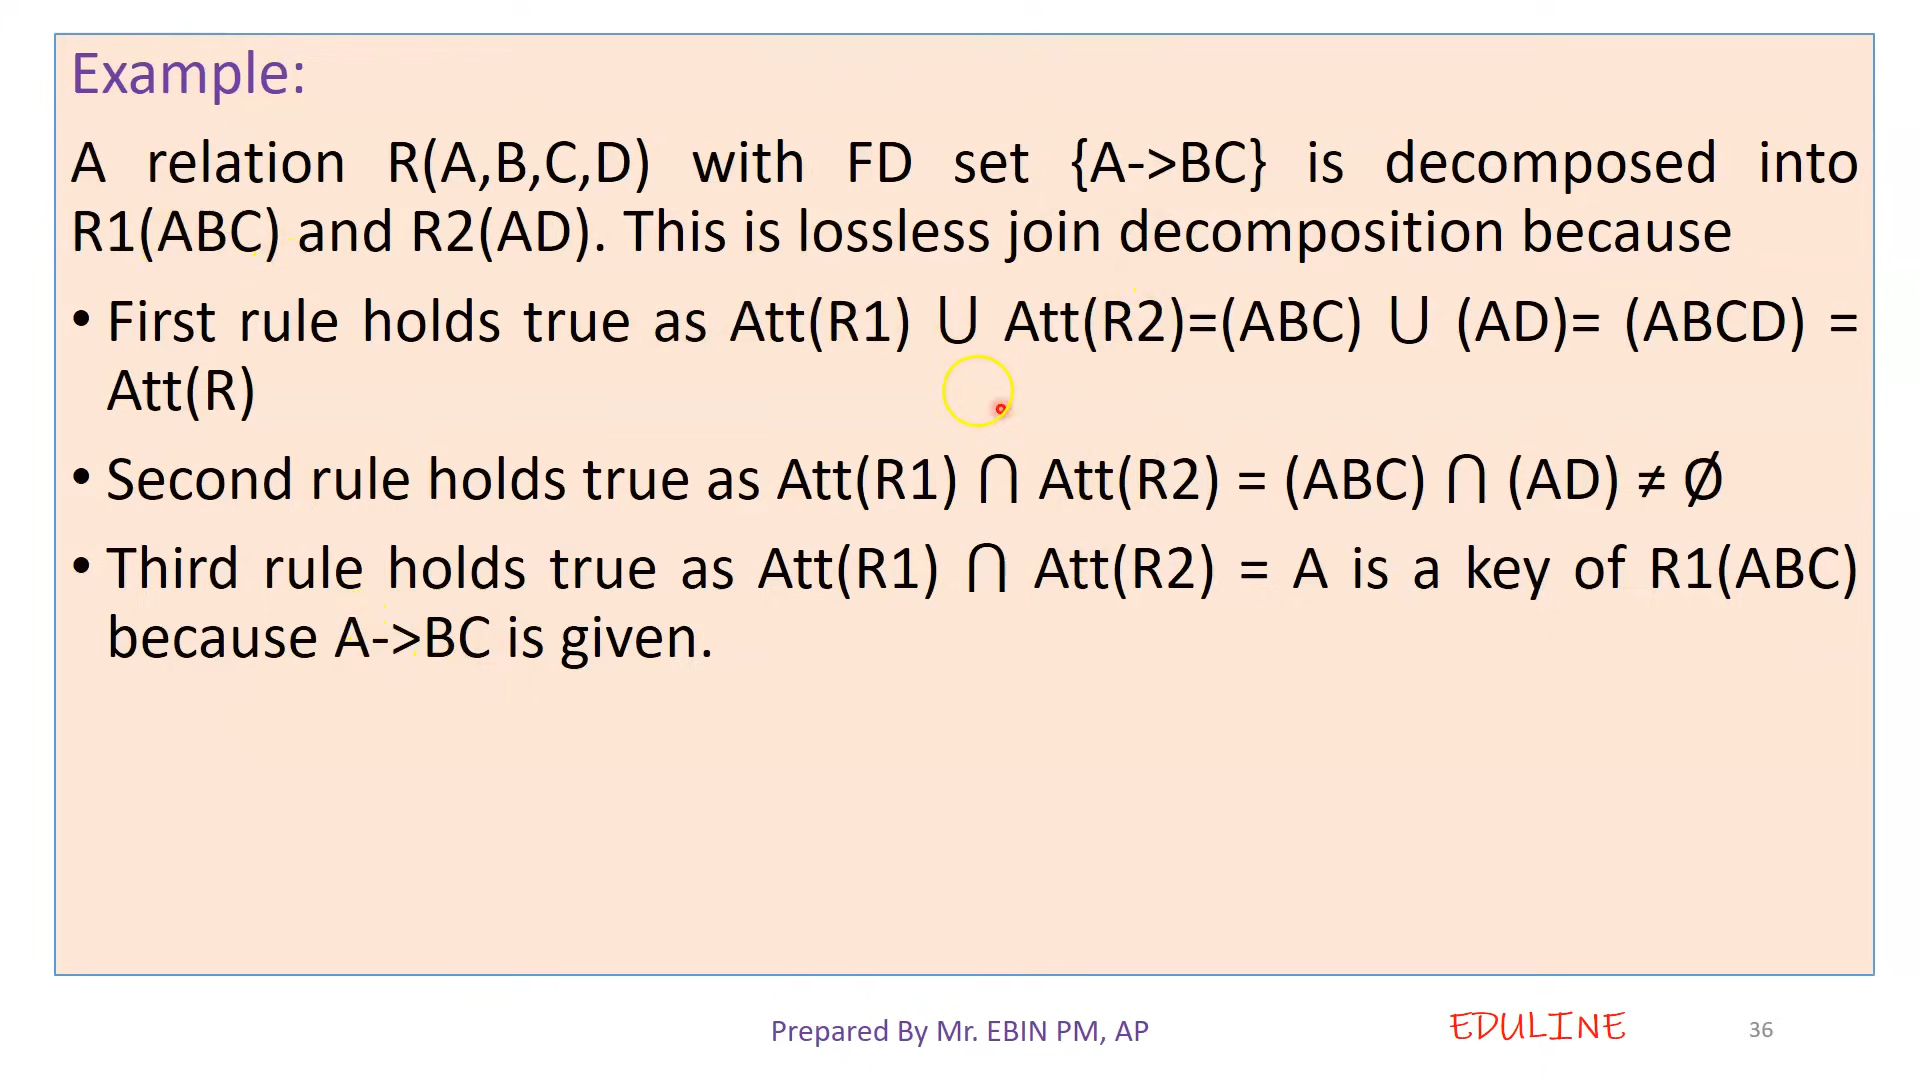 Example:
A relation R(A,B,C,D) with FD set {A->BC} is decomposed into
R1(ABC) and R2(AD). This is lossless join decomposition because
• First rule holds true as Att(R1) ⋃ Att(R2)=(ABC) ⋃ (AD)= (ABCD) =
Att(R)
• Second rule holds true as Att(R1) ⋂ Att(R2) = (ABC) ⋂ (AD) ≠ Ø
• Third rule holds true as Att(R1) ⋂ Att(R2) = A is a key of R1(ABC)
because A->BC is given.
Prepared By Mr. EBIN PM, AP
EDULINE
36